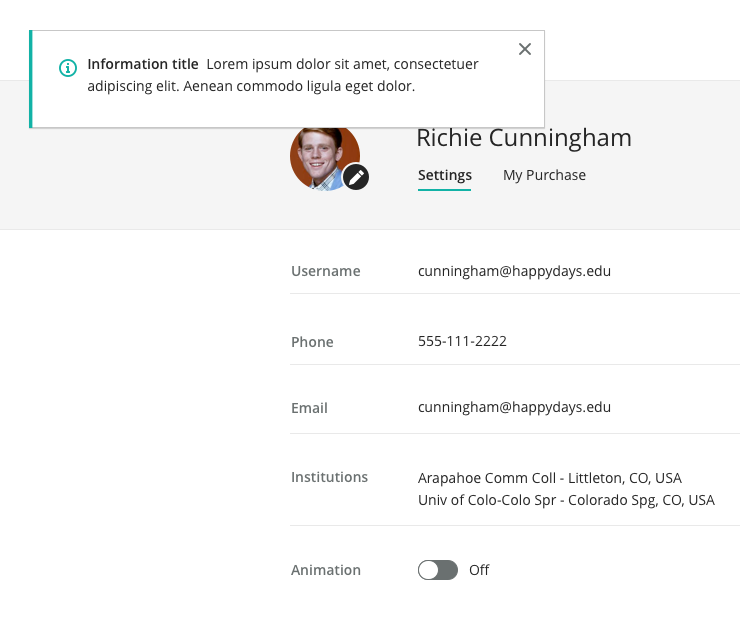 Information title Lorem ipsum dolor sit amet, consectetuer
adipiscing elit. Aenean commodo ligula eget dolor.
Richie Cunningham
Settings My Purchase
Username cunningham@happydays.edu
Phone 555-111-2222
Email cunningham@happydays.edu
Institutions Arapahoe Comm Coll - Littleton, CO, USA
Univ of Colo-Colo Spr - Colorado Spg, CO, USA
Animation Off